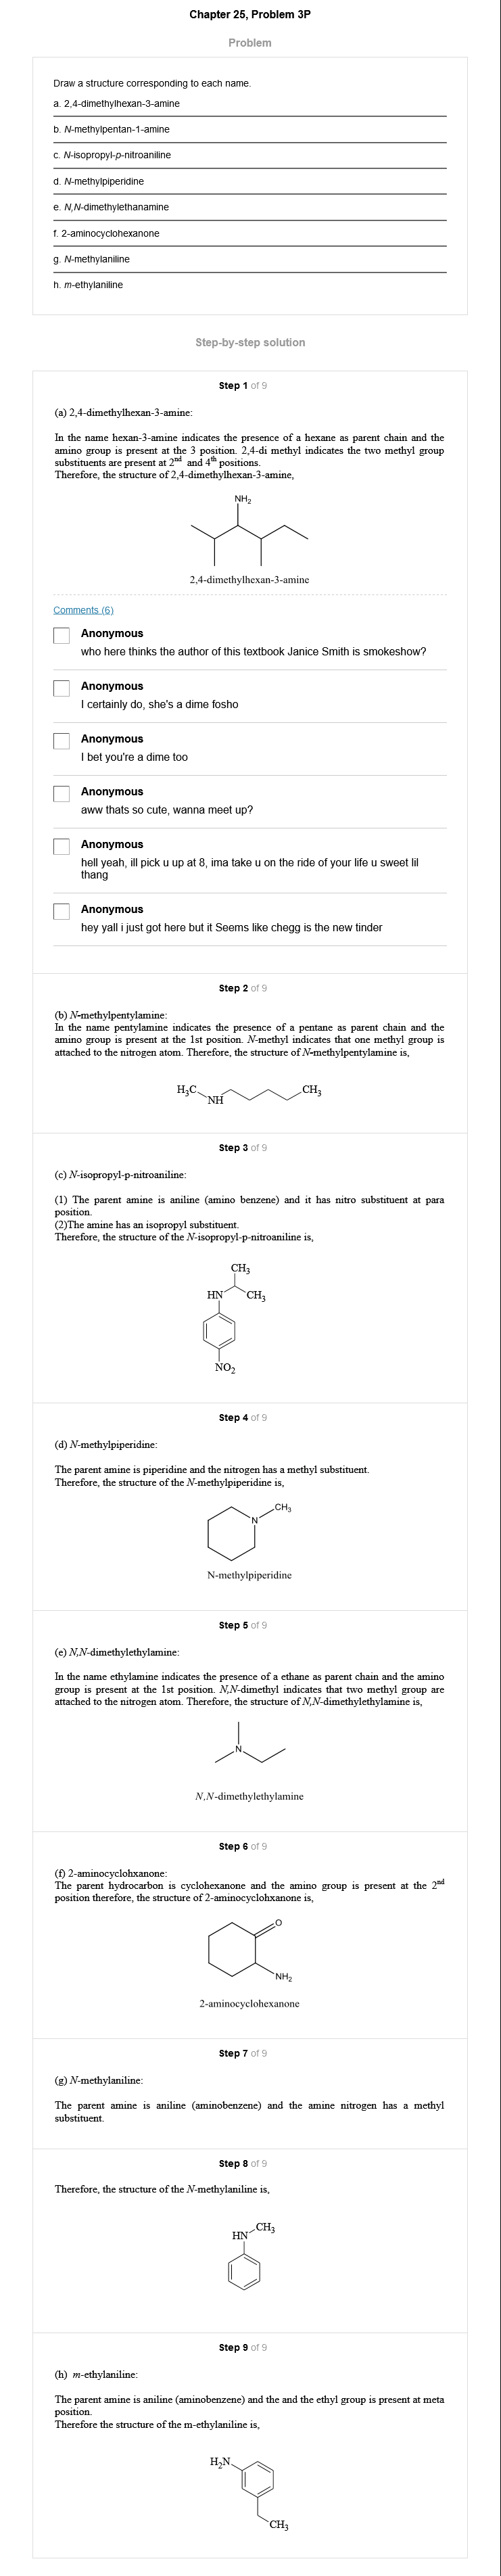 Chapter 25, Problem 3P
Problem
Draw a structure corresponding to each name.
a. 2,4-dimethylhexan-3-amine
b. N-methylpentan-1-amine
c. N-isopropyl-p-nitroaniline
d. N-methylpiperidine
e. N,N-dimethylethanamine
f. 2-aminocyclohexanone
g. N-methylaniline
h. m-ethylaniline
Step-by-step solution
Step 1 of 9
(a) 2,4-dimethylhexan-3-amine:
In the name hexan-3-amine indicates the presence of a hexane as parent chain and the
amino group is present at the 3 position. 2,4-di methyl indicates the two methyl group
substituents are present at 2nd and 4th positions.
Therefore, the structure of 2,4-dimethylhexan-3-amine,
NH2
2,4-dimethylhexan-3-amine
Comments (6)
Anonymous
who here thinks the author of this textbook Janice Smith is smokeshow?
Anonymous
I certainly do, she's a dime fosho
Anonymous
I bet you're a dime too
Anonymous
aww thats so cute, wanna meet up?
Anonymous
hell yeah, ill pick u up at 8, ima take u on the ride of your life u sweet lil
thang
Anonymous
hey yall i just got here but it Seems like chegg is the new tinder
Step 2 of 9
(b) N-methylpentylamine:
In the name pentylamine indicates the presence of a pentane as parent chain and the
amino group is present at the 1st position. N-methyl indicates that one methyl group is
attached to the nitrogen atom. Therefore, the structure of N-methylpentylamine is,
H3C
NH
CH3
Step 3 of 9
(c) N-isopropyl-p-nitroaniline:
(1) The parent amine is aniline (amino benzene) and it has nitro substituent at para
position.
(2)The amine has an isopropyl substituent.
Therefore, the structure of the N-isopropyl-p-nitroaniline is,
CH3
HN
CH3
NO2
Step 4 of 9
(d) N-methylpiperidine:
The parent amine is piperidine and the nitrogen has a methyl substituent.
Therefore, the structure of the N-methylpiperidine is,
CH3
N
N-methylpiperidine
Step 5 of 9
(e) N,N-dimethylethylamine:
In the name ethylamine indicates the presence of a ethane as parent chain and the amino
group is present at the 1st position. N,N-dimethyl indicates that two methyl group are
attached to the nitrogen atom. Therefore, the structure of N,N-dimethylethylamine is,
N
N,N-dimethylethylamine
Step 6 of 9
(f) 2-aminocyclohxanone:
The parent hydrocarbon is cyclohexanone and the amino group is present at the 2nd
position therefore, the structure of 2-aminocyclohxanone is,
O
NH2
2-aminocyclohexanone
Step 7 of 9
(g) N-methylaniline:
The parent amine is aniline (aminobenzene) and the amine nitrogen has a methyl
substituent.
Step 8 of 9
Therefore, the structure of the N-methylaniline is,
CH3
HN
Step 9 of 9
(h) m-ethylaniline:
The parent amine is aniline (aminobenzene) and the and the ethyl group is present at meta
position.
Therefore the structure of the m-ethylaniline is,
H2N
CH3